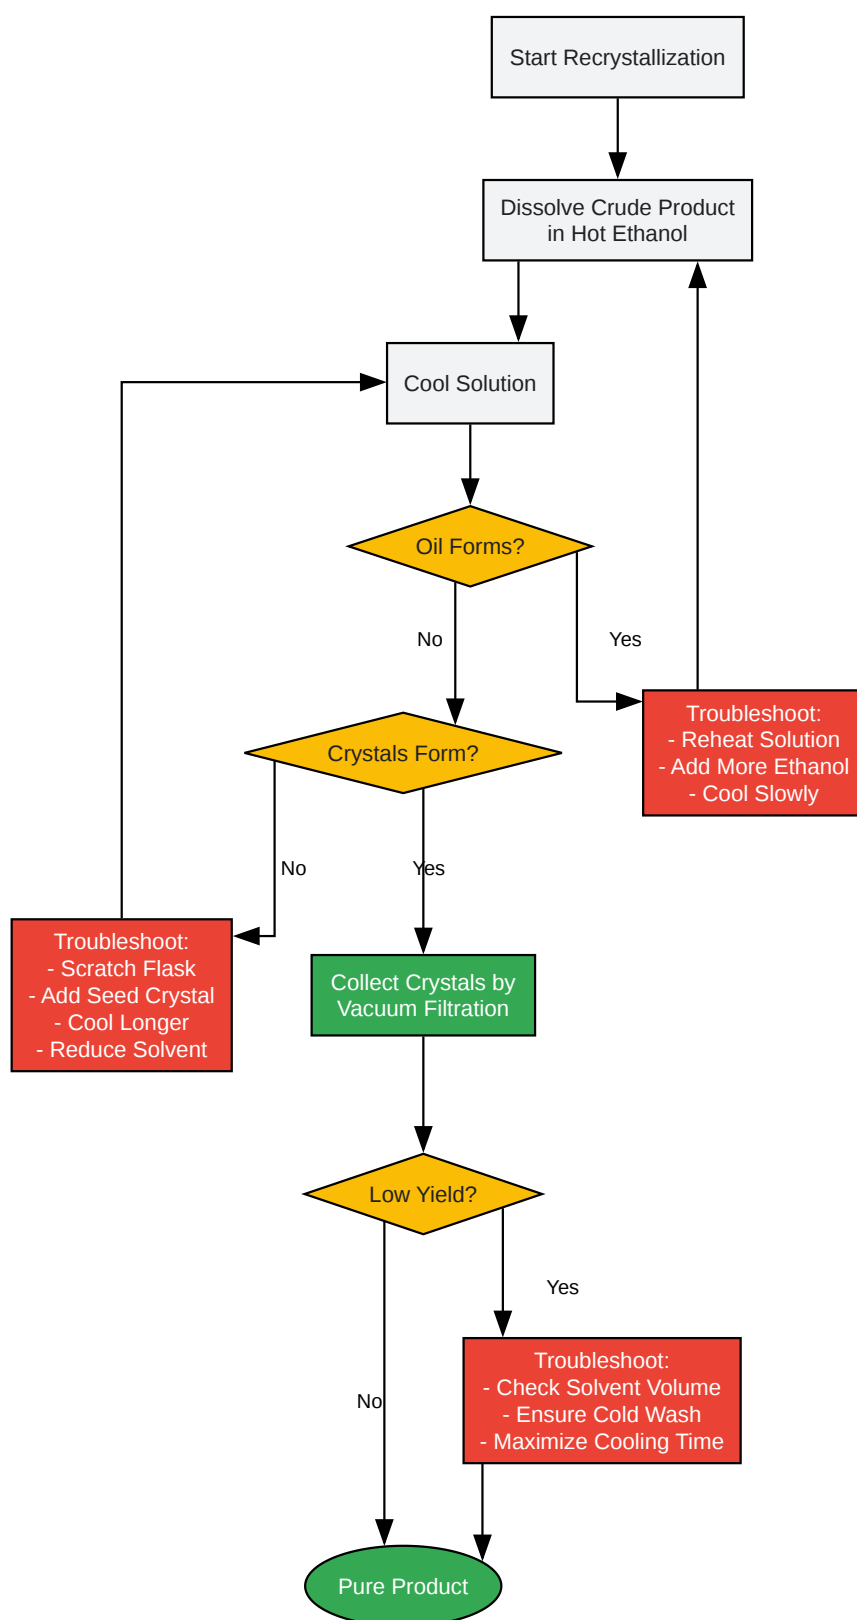 Start Recrystallization
Dissolve Crude Product
in Hot Ethanol
Cool Solution
Oil Forms?
No
Yes
Troubleshoot:
- Reheat Solution
- Add More Ethanol
- Cool Slowly
Crystals Form?
No
Yes
Troubleshoot:
- Scratch Flask
- Add Seed Crystal
- Cool Longer
- Reduce Solvent
Collect Crystals by
Vacuum Filtration
Low Yield?
Yes
No
Troubleshoot:
- Check Solvent Volume
- Ensure Cold Wash
- Maximize Cooling Time
Pure Product